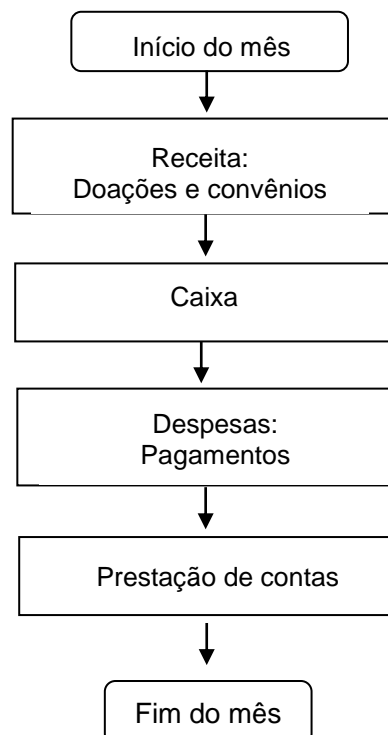 Início do mês
Receita:
Doações e convênios
Caixa
Despesas:
Pagamentos
Prestação de contas
Fim do mês